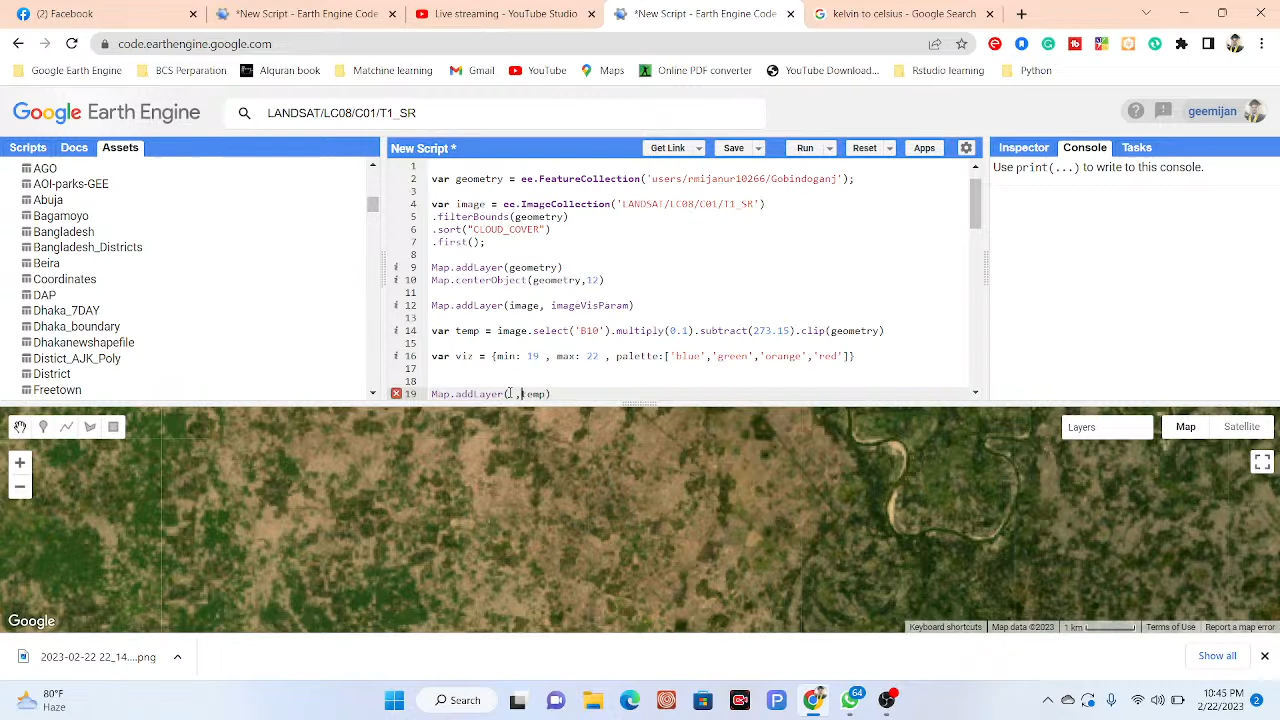 (2) Facebook
*New Script - Earth Engine Code
Live streaming - YouTube Studio
*New Script - Earth Engine Code
kelvin to celsius - Google Search
code.earthengine.google.com
Google Earth Engine
BCS Perparation
Alquran Stock
Matchine learning
Gmail
YouTube
Maps
Online PDF converter
YouTube Download...
Rstudio learning
Python
Google Earth Engine
LANDSAT/LC08/C01/T1_SR
geemijan
Scripts
Docs
Assets
AGO
AOI-parks-GEE
Abuja
Bagamoyo
Bangladesh
Bangladesh_Districts
Beira
Coordinates
DAP
Dhaka_7DAY
Dhaka_boundary
Dhakanewshapefile
Distict_AJK_Poly
District
Freetown
New Script *
Get Link
Save
Run
Reset
Apps
1
2 var geometry = ee.FeatureCollection('users/rmijanur10266/Gobindoganj');
3
4 var image = ee.ImageCollection('LANDSAT/LC08/C01/T1_SR')
5 .filterBounds(geometry)
6 .sort("CLOUD_COVER")
7 .first();
8
9 Map.addLayer(geometry)
10 Map.centerObject(geometry,12)
11
12 Map.addLayer(image, imageVisParam)
13
14 var temp = image.select('B10').multiply(0.1).subtract(273.15).clip(geometry)
15
16 var viz = {min: 19 , max: 22 , palette:['blue','green','orange','red']}
17
18
19 Map.addLayer( ,temp)
Inspector
Console
Tasks
Use print(...) to write to this console.
Layers
Map
Satellite
Google
Keyboard shortcuts
Map data ©2023
1 km
Terms of Use
Report a map error
2023-02-22 22_14....png
Show all
80°F
Haze
Search
64
10:45 PM
2/22/2023
2